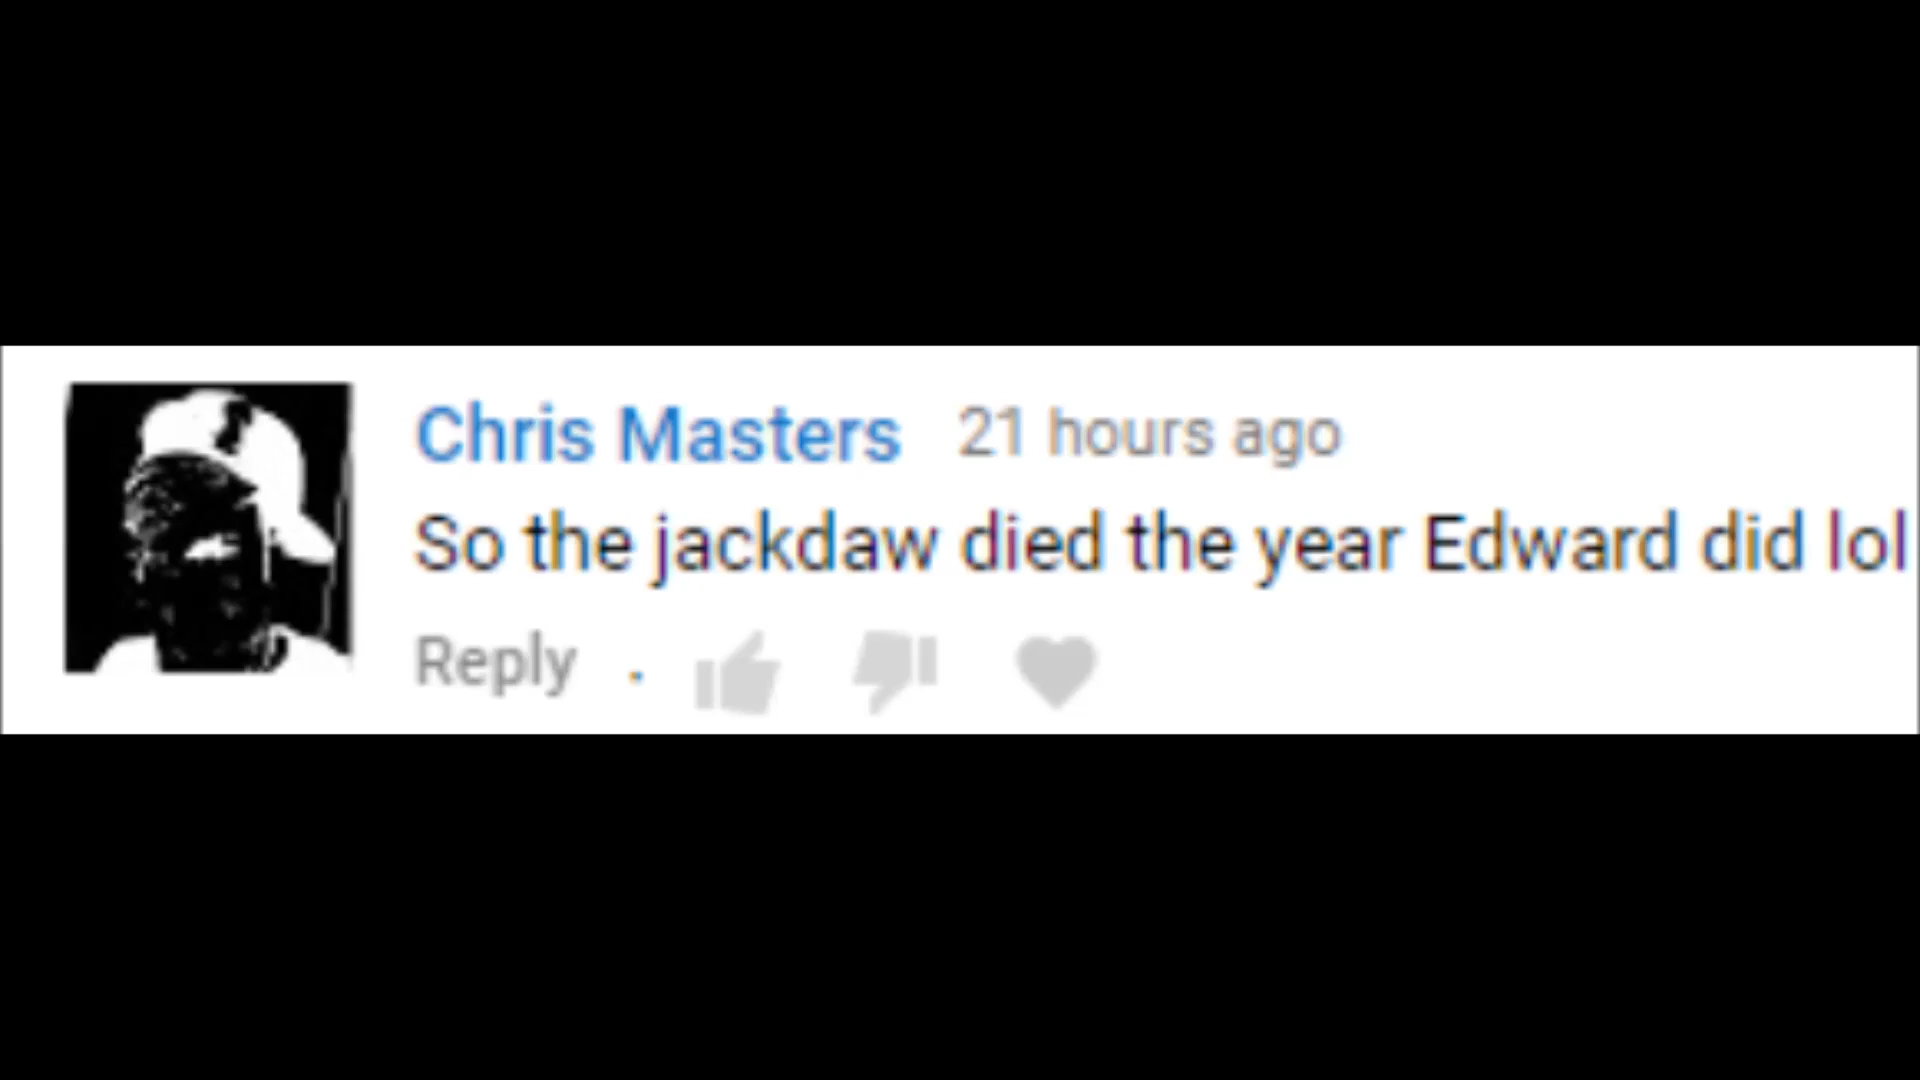 Chris Masters 21 hours ago
So the jackdaw died the year Edward did lol
Reply .